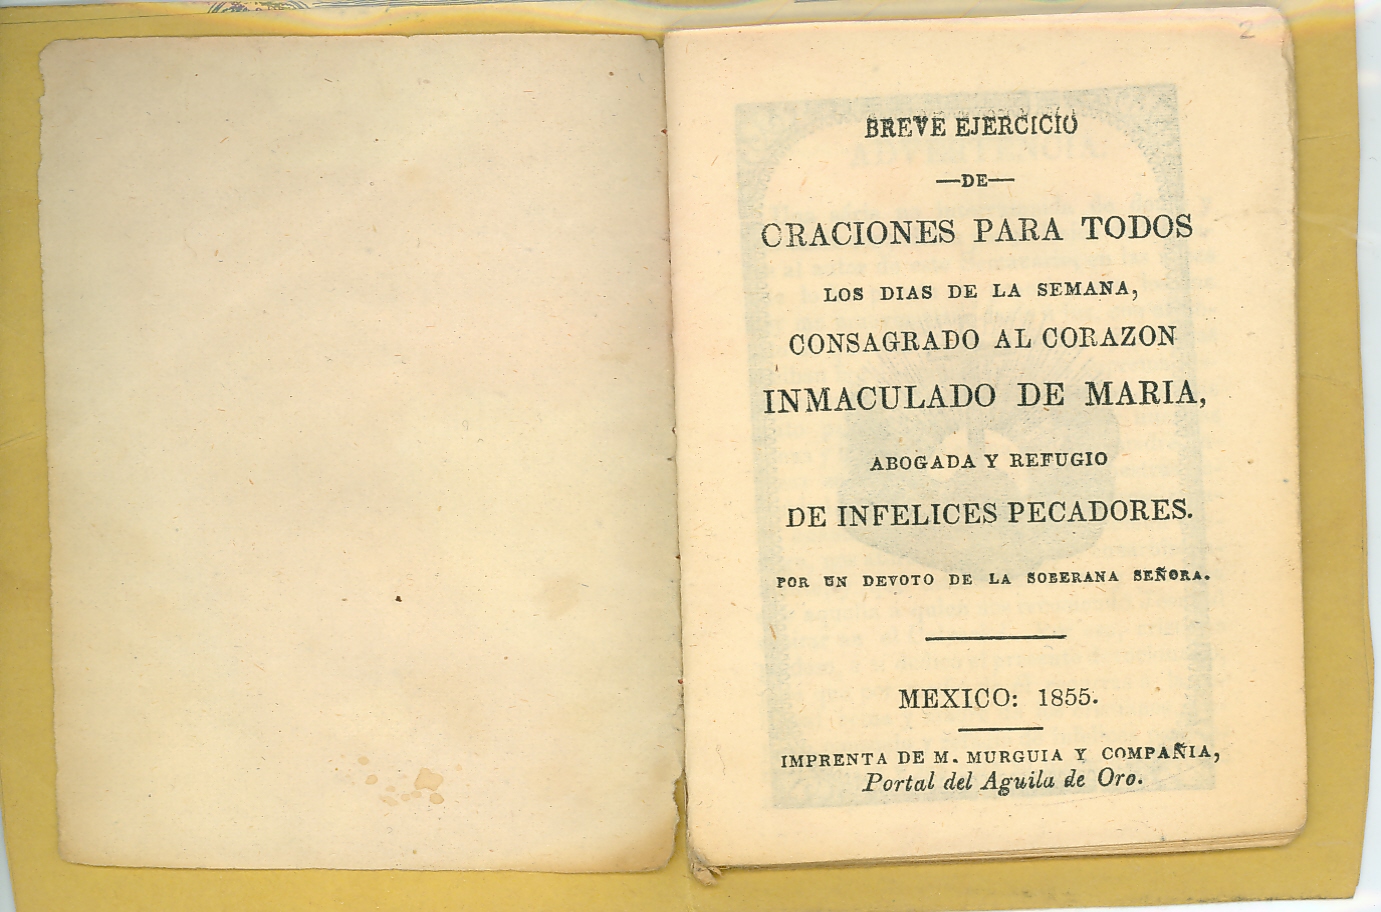 2
BREVE EJERCICIO
—DE—
ORACIONES PARA TODOS
LOS DIAS DE LA SEMANA,
CONSAGRADO AL CORAZON
INMACULADO DE MARIA,
ABOGADA Y REFUGIO
DE INFELICES PECADORES.
POR UN DEVOTO DE LA SOBERANA SEÑORA.
MEXICO: 1855.
IMPRENTA DE M. MURGUIA Y COMPAÑIA,
Portal del Aguila de Oro.